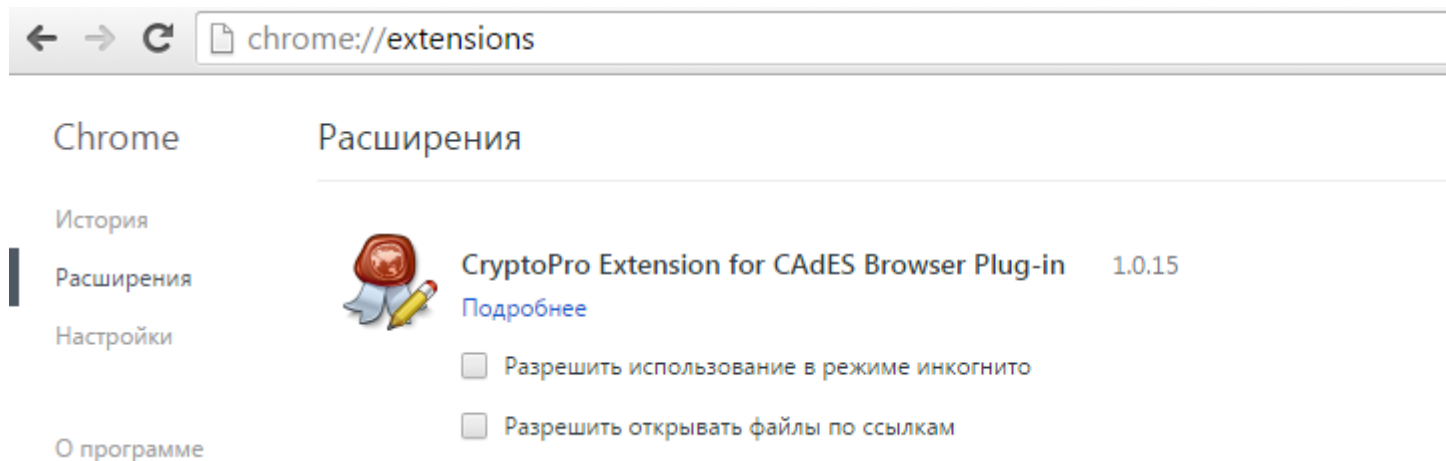 chrome://extensions
Chrome
Расширения
История
Расширения
Настройки
О программе
CryptoPro Extension for CAdES Browser Plug-in 1.0.15
Подробнее
Разрешить использование в режиме инкогнито
Разрешить открывать файлы по ссылкам